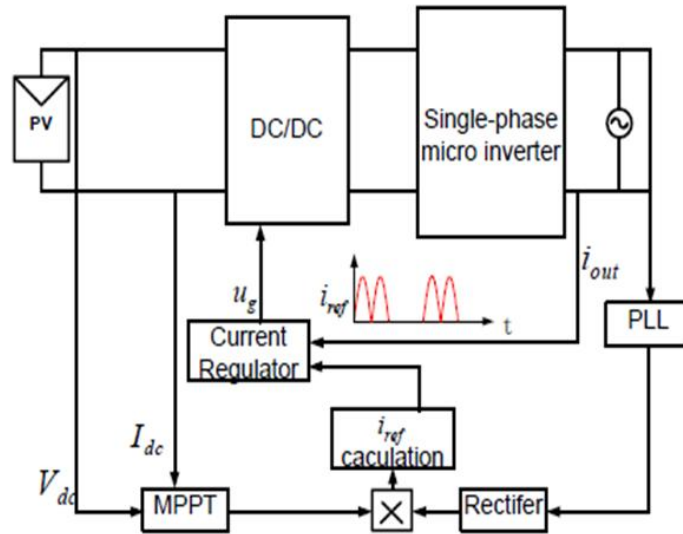 PV
DC/DC
Single-phase
micro inverter
i_out
u_g
i_ref
t
PLL
Current
Regulator
I_dc
i_ref
caculation
V_dc
MPPT
×
Rectifer